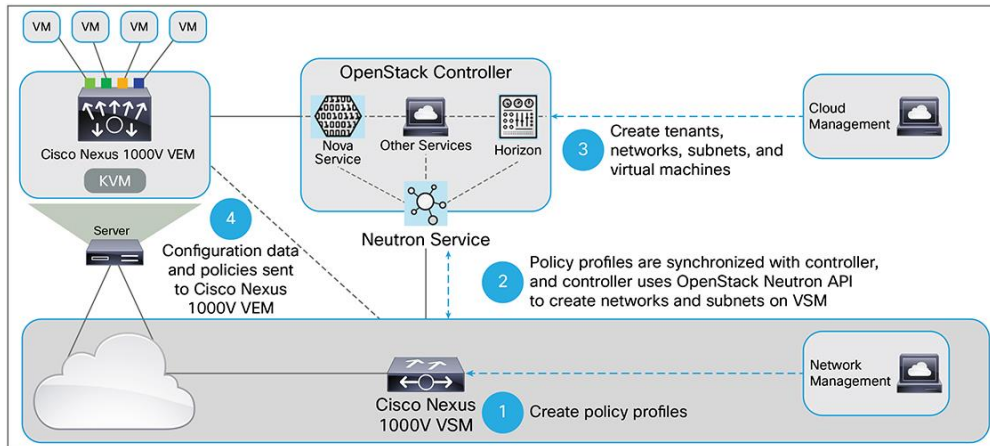 VM
VM
VM
VM
OpenStack Controller
Cisco Nexus 1000V VEM
KVM
Nova
Service
Other Services
Horizon
Neutron Service
3
Create tenants,
networks, subnets, and
virtual machines
Cloud
Management
Server
4
Configuration data
and policies sent
to Cisco Nexus
1000V VEM
2
Policy profiles are synchronized with controller,
and controller uses OpenStack Neutron API
to create networks and subnets on VSM
Cisco Nexus
1000V VSM
1
Create policy profiles
Network
Management